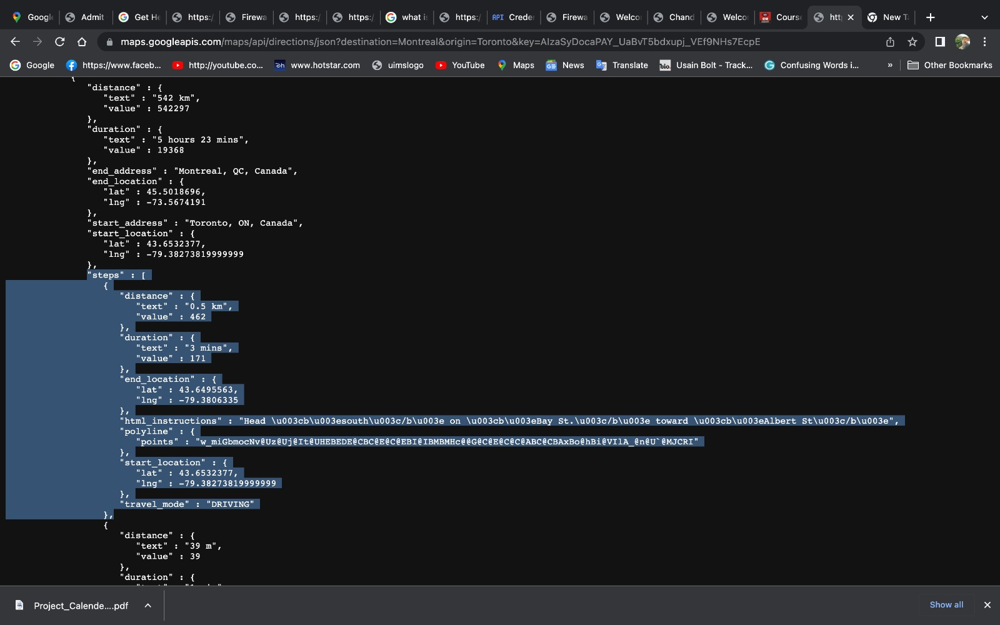 Google
Admit
Get He
https:/
Firewa
https:/
https:/
what is
https:/
API Crede
Firewa
Welco
Chand
Welco
Course
htt
New Ta
maps.googleapis.com/maps/api/directions/json?destination=Montreal&origin=Toronto&key=AIzaSyDocaPAY_UaBvT5bdxupj_VEf9NHs7EcpE
Google
https://www.faceb...
http://youtube.co...
www.hotstar.com
uimslogo
YouTube
Maps
News
Translate
bio.
Usain Bolt - Track...
Confusing Words i...
»
Other Bookmarks
{
"distance" : {
"text" : "542 km",
"value" : 542297
},
"duration" : {
"text" : "5 hours 23 mins",
"value" : 19368
},
"end_address" : "Montreal, QC, Canada",
"end_location" : {
"lat" : 45.5018696,
"lng" : -73.5674191
},
"start_address" : "Toronto, ON, Canada",
"start_location" : {
"lat" : 43.6532377,
"lng" : -79.38273819999999
},
"steps" : [
{
"distance" : {
"text" : "0.5 km",
"value" : 462
},
"duration" : {
"text" : "3 mins",
"value" : 171
},
"end_location" : {
"lat" : 43.6495563,
"lng" : -79.3806335
},
"html_instructions" : "Head \u003cb\u003esouth\u003c/b\u003e on \u003cb\u003eBay St.\u003c/b\u003e toward \u003cb\u003eAlbert St\u003c/b\u003e",
"polyline" : {
"points" : "w_miGbmocNv@Uz@Uj@It@UHEBEDE@CBC@E@C@EBI@IBMBMHc@@G@C@E@C@C@ABC@CBAxBo@hBi@VIlA_@n@U`@MJCRI"
},
"start_location" : {
"lat" : 43.6532377,
"lng" : -79.38273819999999
},
"travel_mode" : "DRIVING"
},
{
"distance" : {
"text" : "39 m",
"value" : 39
},
"duration" : {
Project_Calende....pdf
Show all